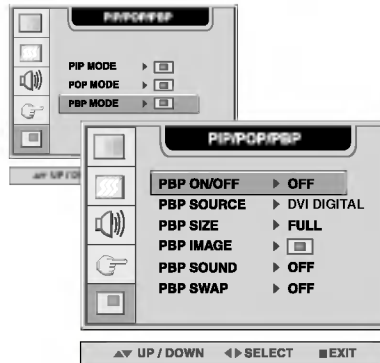 PIP/POP/PBP
PIP MODE
POP MODE
PBP MODE
PIP/POP/PBP
PBP ON/OFF OFF
PBP SOURCE DVI DIGITAL
PBP SIZE FULL
PBP IMAGE
PBP SOUND OFF
PBP SWAP OFF
UP / DOWN SELECT EXIT